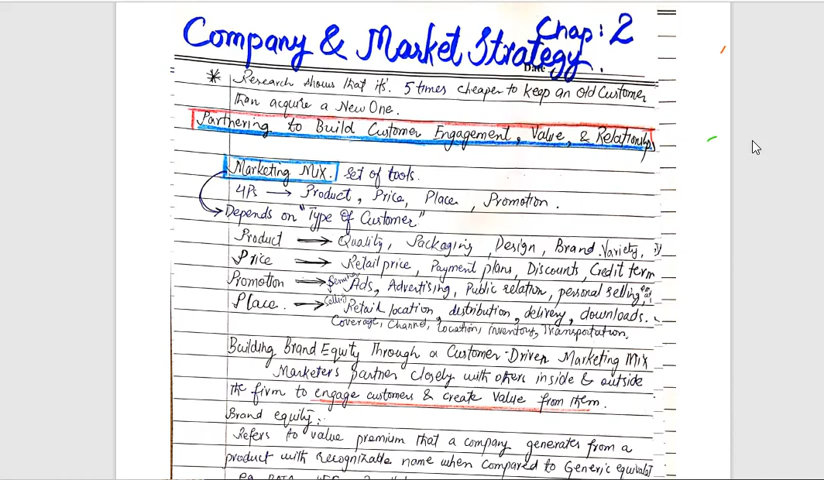 Chap: 2
Company & Market Strategy.
Date
* Research shows that it's 5 times cheaper to keep an old Customer
than acquire a New One.
Partnering to Build Customer Engagement, Value, & Relationships
Marketing Mix. Set of tools.
4Ps → Product, Price, Place, Promotion.
Depends on "Type of Customer"
Product → Quality, Packaging, Design, Brand, Variety,
Price → Retail price, Payment plans, Discounts, Credit term
Promotion → Ads, Advertising, Public relation, personal selling,
Place. → Retail location, distribution, delivery, downloads.
Coverage, Channel, Location, Inventory, Transportation,
Building Brand Equity Through a Customer-Driven Marketing Mix
Marketers partner closely with others inside & outside
the firm to engage customers & create value from them.
Brand equity:
Refers to value premium that a company generates from a
product with recognizable name when compared to Generic equivalat